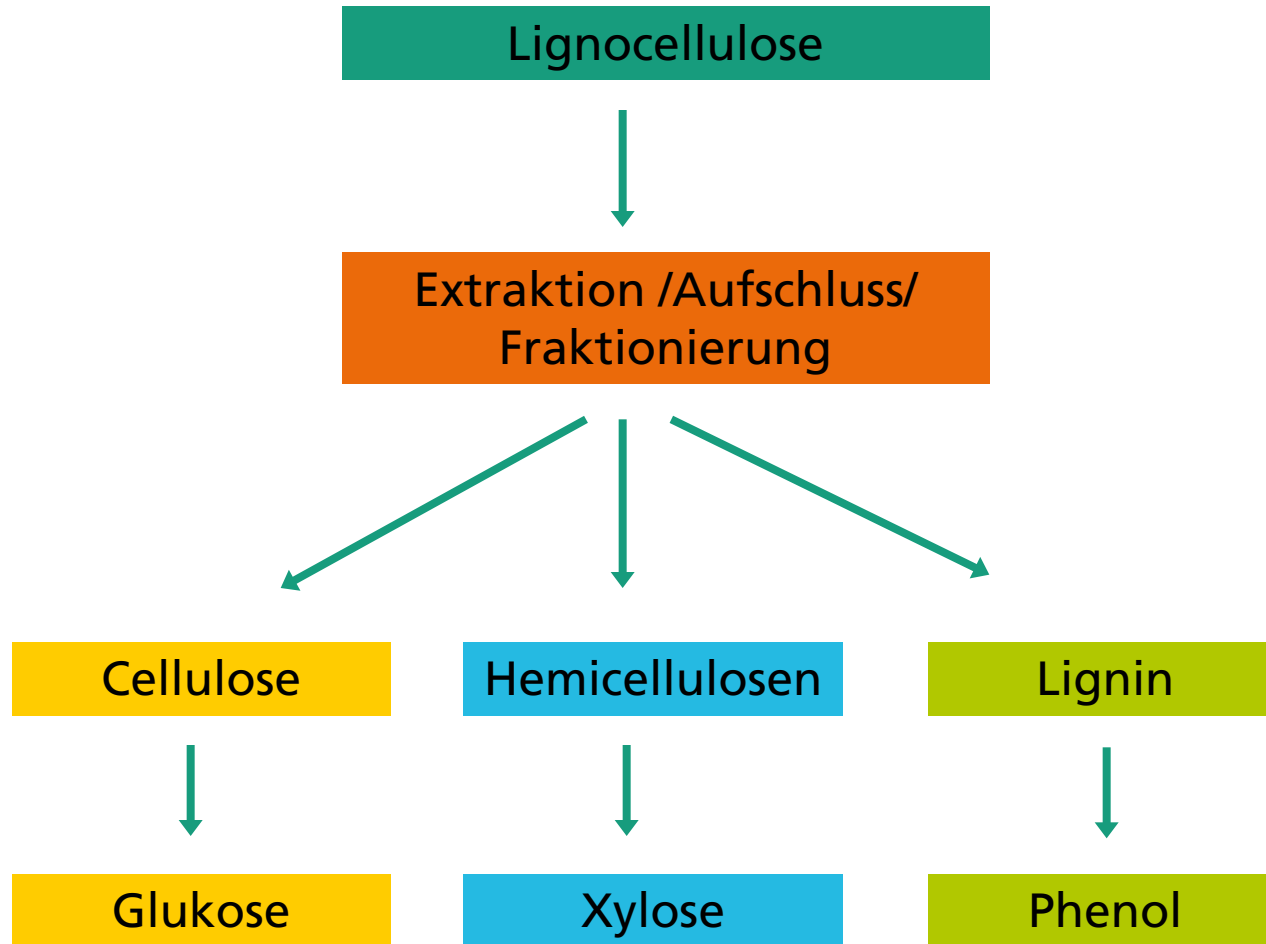 Lignocellulose
Extraktion /Aufschluss/
Fraktionierung
Cellulose
Hemicellulosen
Lignin
Glukose
Xylose
Phenol